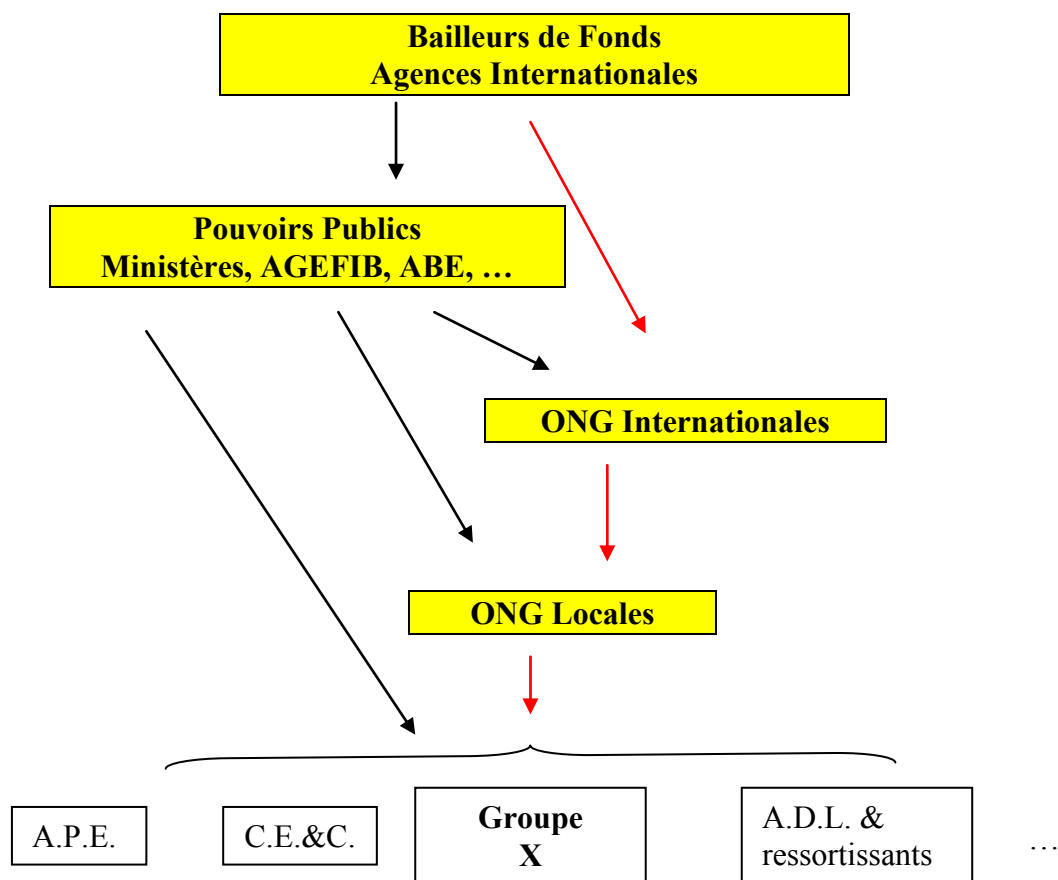 Bailleurs de Fonds
Agences Internationales
Pouvoirs Publics
Ministères, AGEFIB, ABE, …
ONG Internationales
ONG Locales
A.P.E.
C.E.&C.
Groupe
X
A.D.L. &
ressortissants
…